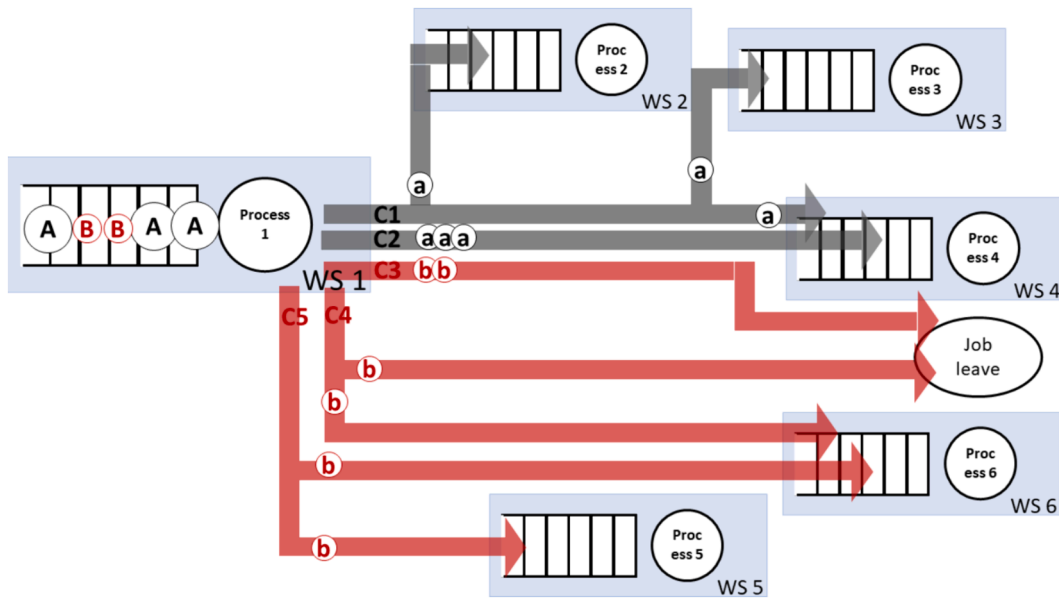 Proc
ess 2
WS 2
Proc
ess 3
WS 3
a
a
A
B
B
A
A
Process
1
WS 1
C1
a
C2
a
a
a
C3
b
b
Proc
ess 4
WS 4
C5
C4
Job
leave
b
b
b
Proc
ess 6
WS 6
b
Proc
ess 5
WS 5